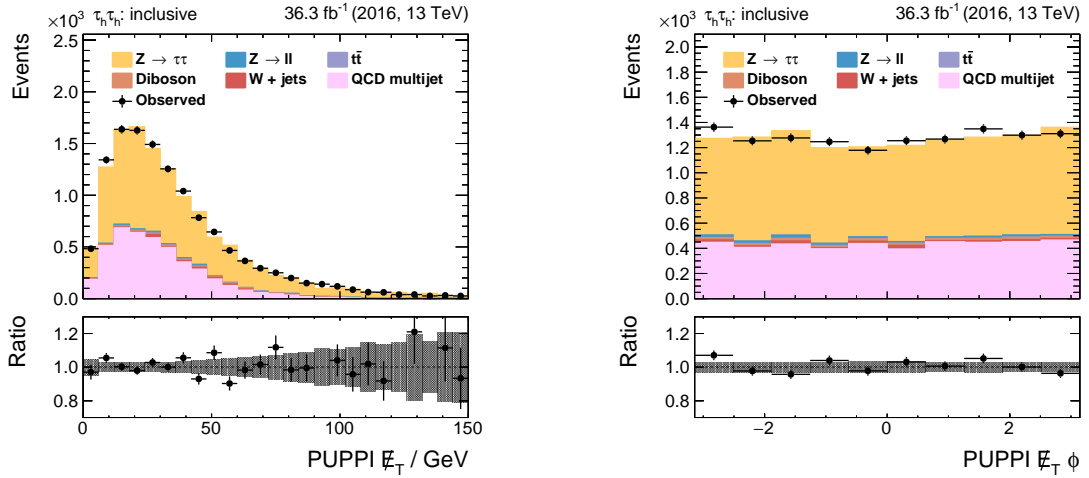 ×10³ τₕτₕ: inclusive 36.3 fb⁻¹ (2016, 13 TeV)
Events
2.5
2.0
1.5
1.0
0.5
0.0
Z → ττ Z → ll tt̄
Diboson W + jets QCD multijet
Observed
Ratio
1.2
1.0
0.8
0 50 100 150
PUPPI E̸_T / GeV
×10³ τₕτₕ: inclusive 36.3 fb⁻¹ (2016, 13 TeV)
Events
2.0
1.8
1.6
1.4
1.2
1.0
0.8
0.6
0.4
0.2
0.0
Z → ττ Z → ll tt̄
Diboson W + jets QCD multijet
Observed
Ratio
1.2
1.0
0.8
−2 0 2
PUPPI E̸_T ϕ